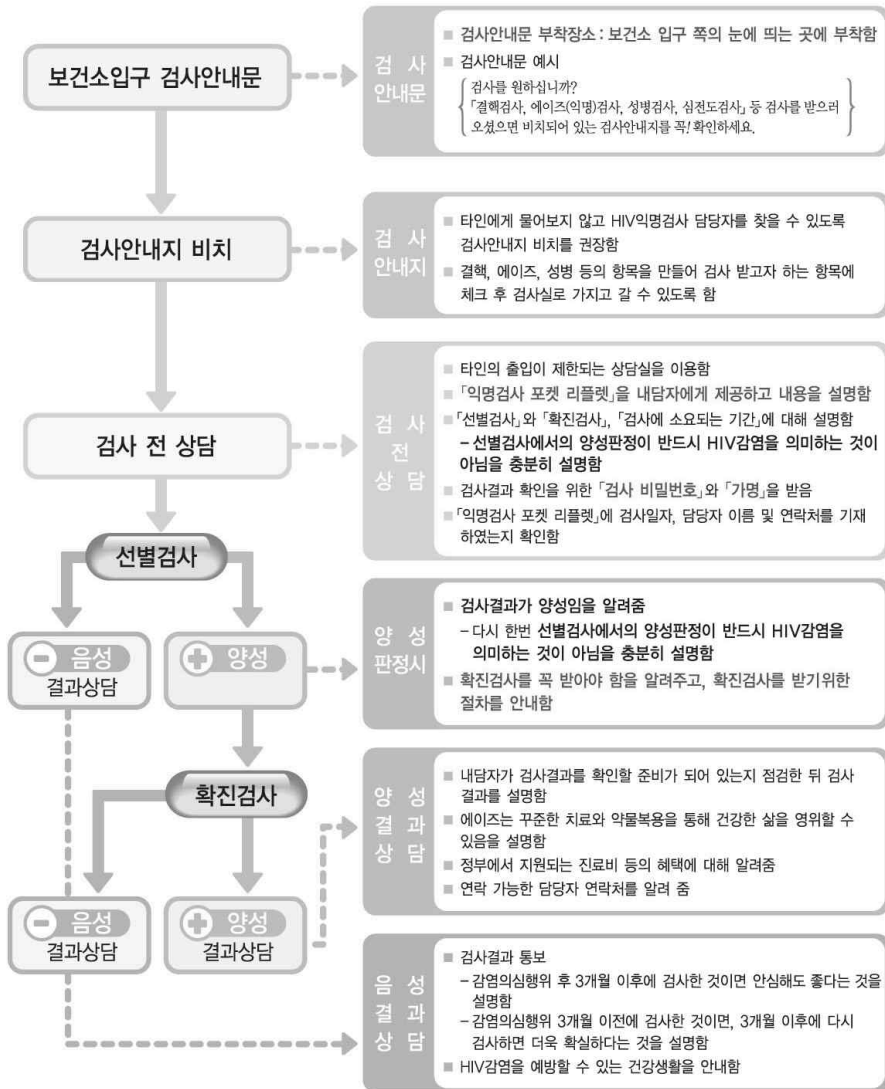 보건소입구 검사안내문
검 사
안내문
■ 검사안내문 부착장소 : 보건소 입구 쪽의 눈에 띄는 곳에 부착함
■ 검사안내문 예시
검사를 원하십니까?
「결핵검사, 에이즈(익명)검사, 성병검사, 심전도검사」 등 검사를 받으러
오셨으면 비치되어 있는 검사안내지를 꼭! 확인하세요.
검사안내지 비치
검 사
안내지
■ 타인에게 물어보지 않고 HIV익명검사 담당자를 찾을 수 있도록
검사안내지 비치를 권장함
■ 결핵, 에이즈, 성병 등의 항목을 만들어 검사 받고자 하는 항목에
체크 후 검사실로 가지고 갈 수 있도록 함
검사 전 상담
검 사
전
상 담
■ 타인의 출입이 제한되는 상담실을 이용함
■ 「익명검사 포켓 리플렛」을 내담자에게 제공하고 내용을 설명함
■ 「선별검사」와 「확진검사」, 「검사에 소요되는 기간」에 대해 설명함
– 선별검사에서의 양성판정이 반드시 HIV감염을 의미하는 것이
아님을 충분히 설명함
■ 검사결과 확인을 위한 「검사 비밀번호」와 「가명」을 받음
■ 「익명검사 포켓 리플렛」에 검사일자, 담당자 이름 및 연락처를 기재
하였는지 확인함
선별검사
− 음성
결과상담
+ 양성
양 성
판정시
■ 검사결과가 양성임을 알려줌
– 다시 한번 선별검사에서의 양성판정이 반드시 HIV감염을
의미하는 것이 아님을 충분히 설명함
■ 확진검사를 꼭 받아야 함을 알려주고, 확진검사를 받기위한
절차를 안내함
확진검사
− 음성
결과상담
+ 양성
결과상담
양 성
결 과
상 담
■ 내담자가 검사결과를 확인할 준비가 되어 있는지 점검한 뒤 검사
결과를 설명함
■ 에이즈는 꾸준한 치료와 약물복용을 통해 건강한 삶을 영위할 수
있음을 설명함
■ 정부에서 지원되는 진료비 등의 혜택에 대해 알려줌
■ 연락 가능한 담당자 연락처를 알려 줌
음 성
결 과
상 담
■ 검사결과 통보
– 감염의심행위 후 3개월 이후에 검사한 것이면 안심해도 좋다는 것을
설명함
– 감염의심행위 3개월 이전에 검사한 것이면, 3개월 이후에 다시
검사하면 더욱 확실하다는 것을 설명함
■ HIV감염을 예방할 수 있는 건강생활을 안내함